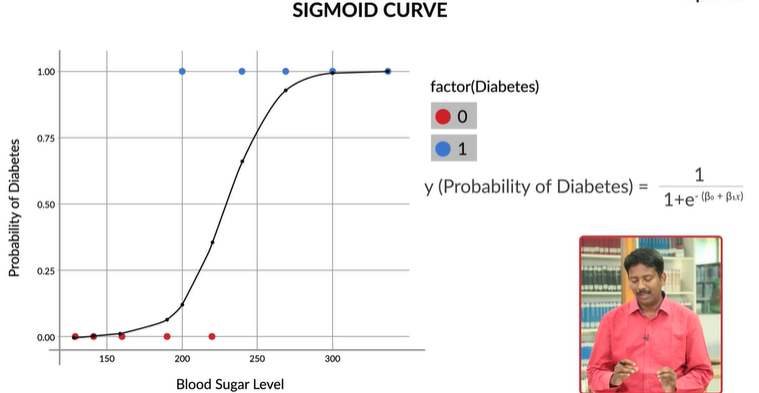 SIGMOID CURVE
1.00
0.75
0.50
0.25
0.00
Probability of Diabetes
150 200 250 300
Blood Sugar Level
factor(Diabetes)
0
1
y (Probability of Diabetes) = 1
1+e- (β₀ + β₁x)